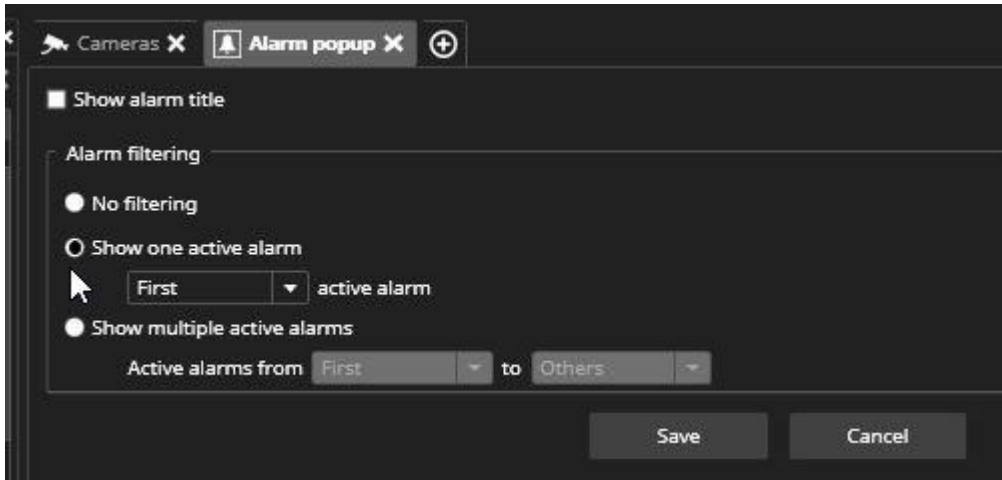 Cameras Alarm popup
Show alarm title
Alarm filtering
No filtering
Show one active alarm
First active alarm
Show multiple active alarms
Active alarms from First to Others
Save Cancel